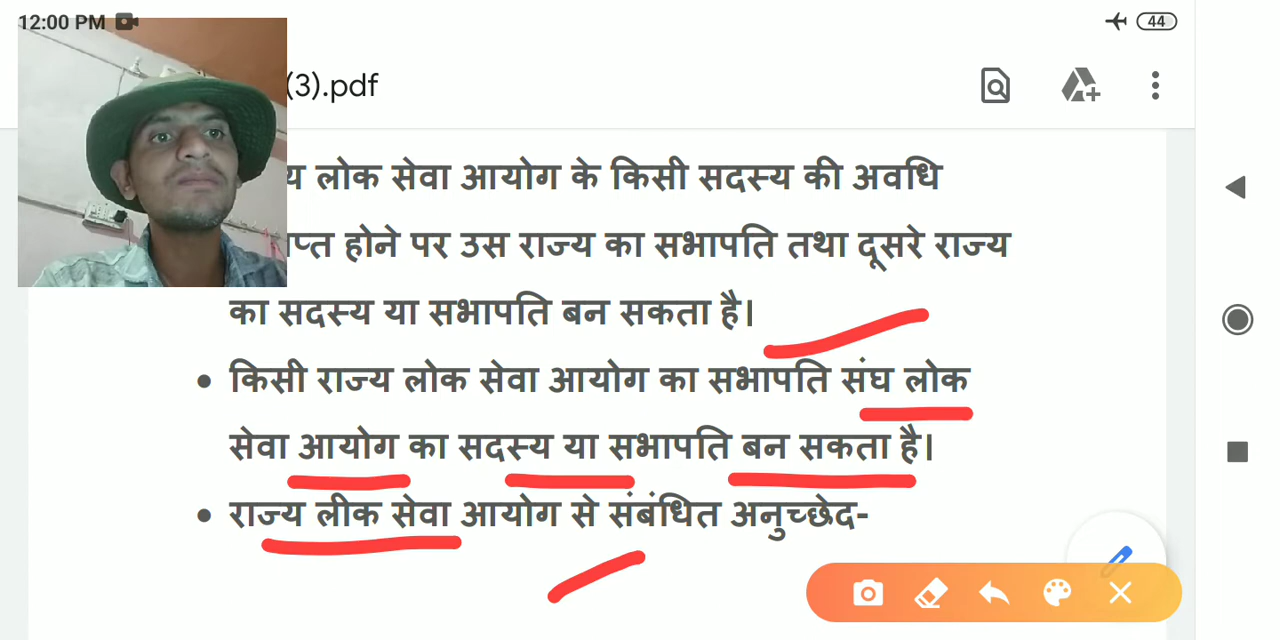 12:00 PM
44
(3).pdf
लोक सेवा आयोग के किसी सदस्य की अवधि
होने पर उस राज्य का सभापति तथा दूसरे राज्य
का सदस्य या सभापति बन सकता है।
• किसी राज्य लोक सेवा आयोग का सभापति संघ लोक
सेवा आयोग का सदस्य या सभापति बन सकता है।
• राज्य लीक सेवा आयोग से संबंधित अनुच्छेद-